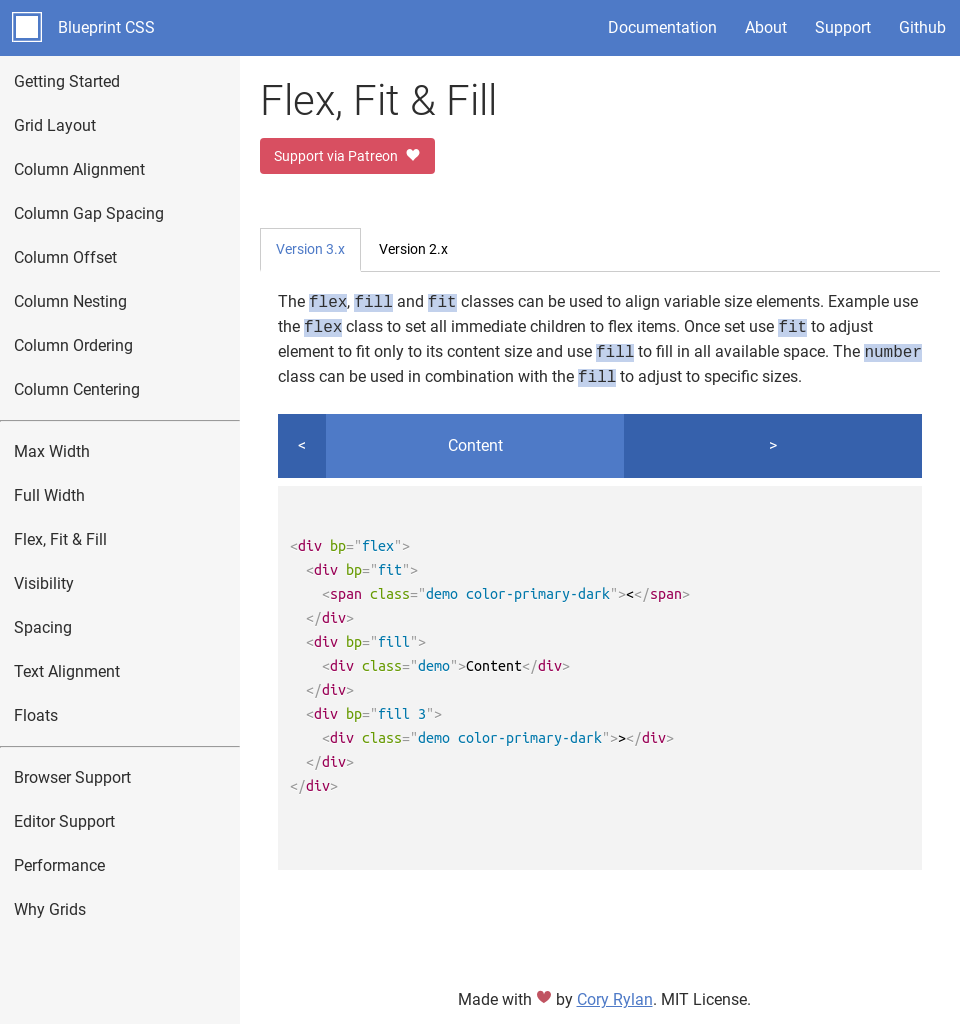 Blueprint CSS
Documentation
About
Support
Github
Getting Started
Grid Layout
Column Alignment
Column Gap Spacing
Column Offset
Column Nesting
Column Ordering
Column Centering
Max Width
Full Width
Flex, Fit & Fill
Visibility
Spacing
Text Alignment
Floats
Browser Support
Editor Support
Performance
Why Grids
Flex, Fit & Fill
Support via Patreon
Version 3.x
Version 2.x
The flex, fill and fit classes can be used to align variable size elements. Example use
the flex class to set all immediate children to flex items. Once set use fit to adjust
element to fit only to its content size and use fill to fill in all available space. The number
class can be used in combination with the fill to adjust to specific sizes.
<
Content
>
<div bp="flex">
  <div bp="fit">
    <span class="demo color-primary-dark"><</span>
  </div>
  <div bp="fill">
    <div class="demo">Content</div>
  </div>
  <div bp="fill 3">
    <div class="demo color-primary-dark">></div>
  </div>
</div>
Made with ♥ by Cory Rylan. MIT License.